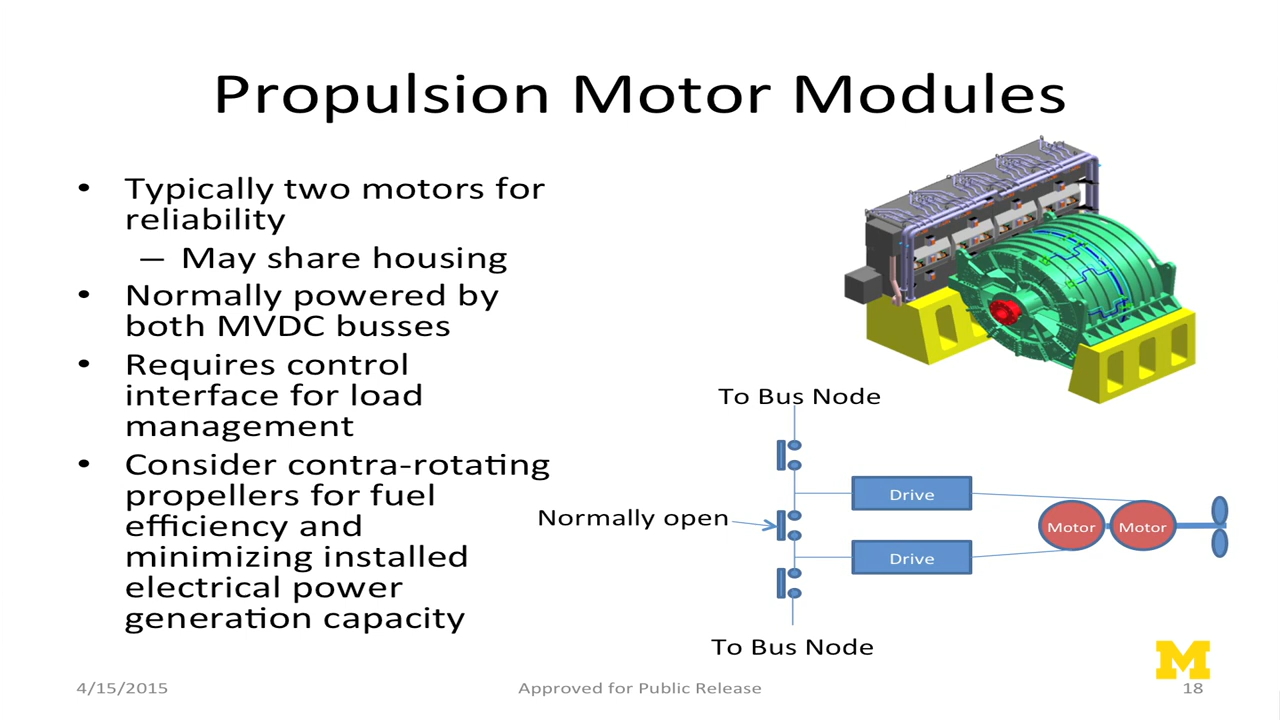 Propulsion Motor Modules
• Typically two motors for
reliability
– May share housing
• Normally powered by
both MVDC busses
• Requires control
interface for load
management
• Consider contra-rotating
propellers for fuel
efficiency and
minimizing installed
electrical power
generation capacity
To Bus Node
Drive
Normally open
Motor Motor
Drive
To Bus Node
M
4/15/2015 Approved for Public Release 18